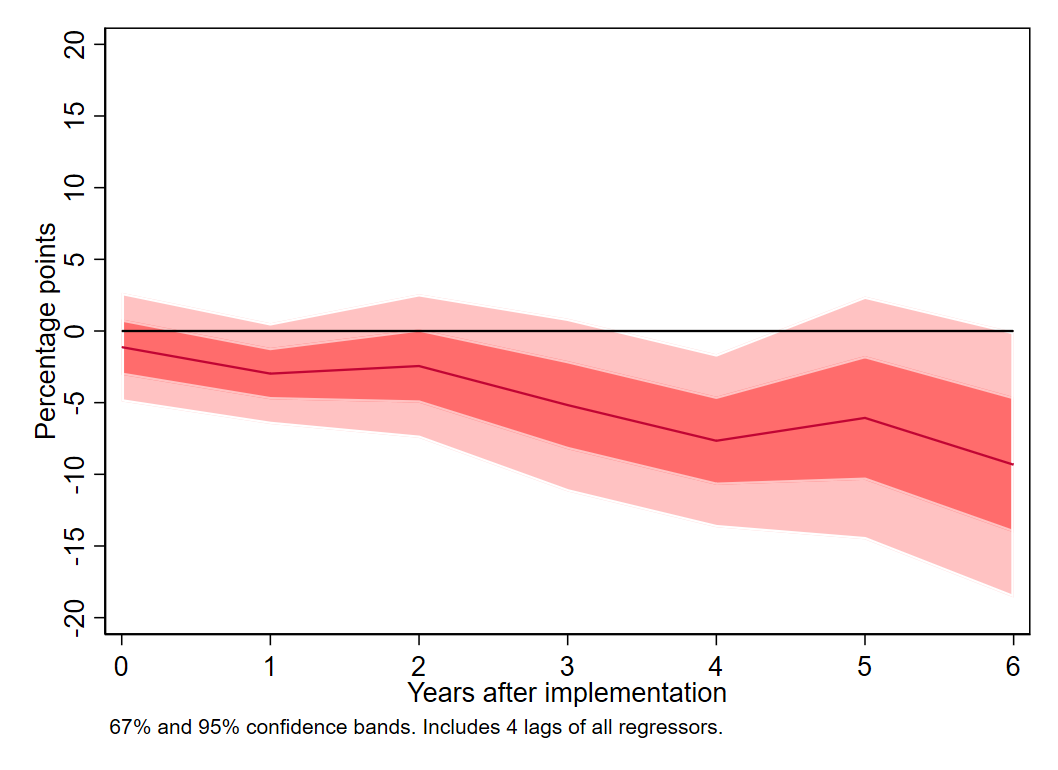 20
15
10
5
0
-5
-10
-15
-20
Percentage points
0 1 2 3 4 5 6
Years after implementation
67% and 95% confidence bands. Includes 4 lags of all regressors.